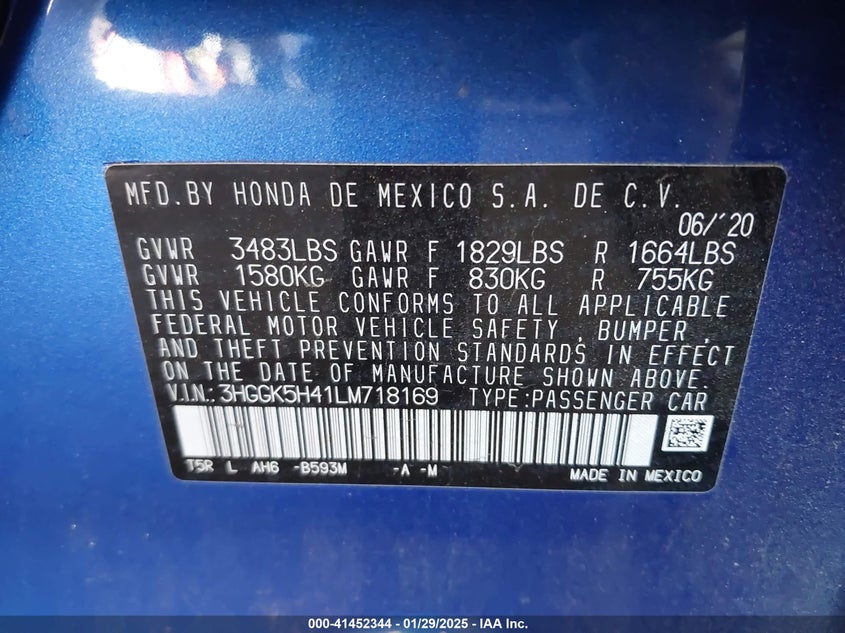 MFD.BY HONDA DE MEXICO S.A. DE C.V.
06/'20
GVWR 3483LBS GAWR F 1829LBS R 1664LBS
GVWR 1580KG GAWR F 830KG R 755KG
THIS VEHICLE CONFORMS TO ALL APPLICABLE
FEDERAL MOTOR VEHICLE SAFETY , BUMPER ,
AND THEFT PREVENTION STANDARDS IN EFFECT
ON THE DATE OF MANUFACTURE SHOWN ABOVE.
V.I.N.: 3HGGK5H41LM718169 TYPE:PASSENGER CAR
T5R L AH6 -B593M -A -M MADE IN MEXICO
000-41452344 / 01/29/2025 - IAA Inc.